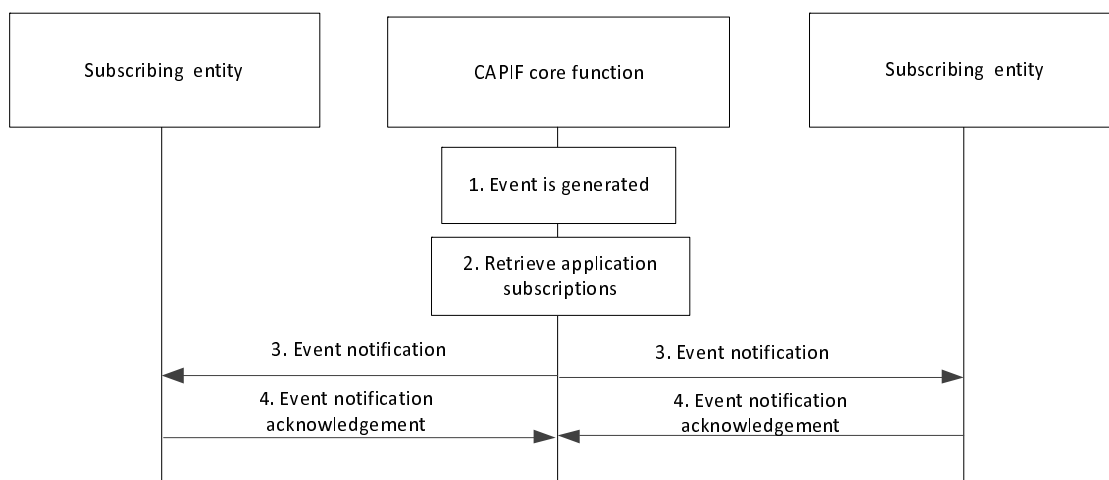 Subscribing entity
CAPIF core function
Subscribing entity
1. Event is generated
2. Retrieve application
subscriptions
3. Event notification
3. Event notification
4. Event notification
acknowledgement
4. Event notification
acknowledgement